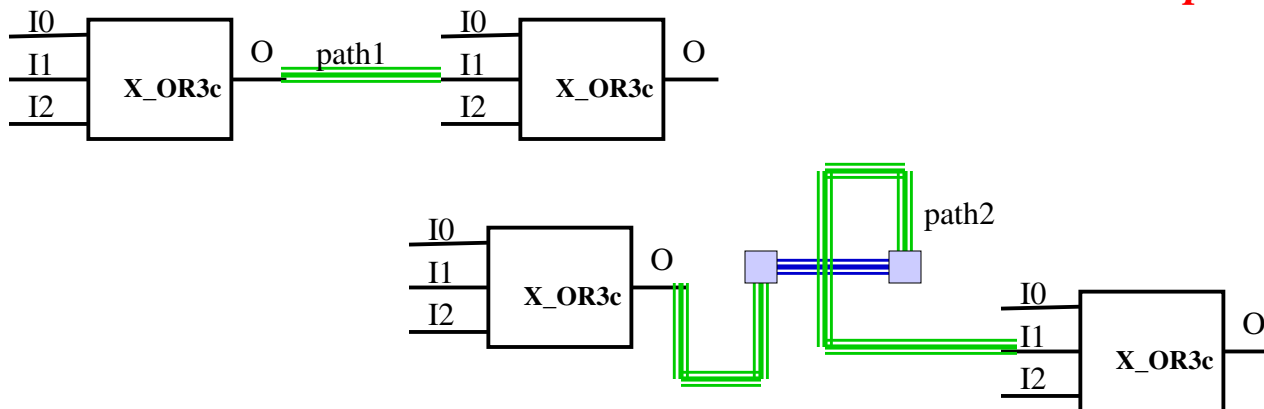 I0
I1
I2
X_OR3c
O
path1
I0
I1
I2
X_OR3c
O
I0
I1
I2
X_OR3c
O
path2
I0
I1
I2
X_OR3c
O